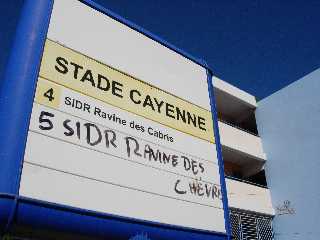 STADE CAYENNE
4 SIDR Ravine des Cabris
5 SIDR RAVINE DES
CHÈVRES